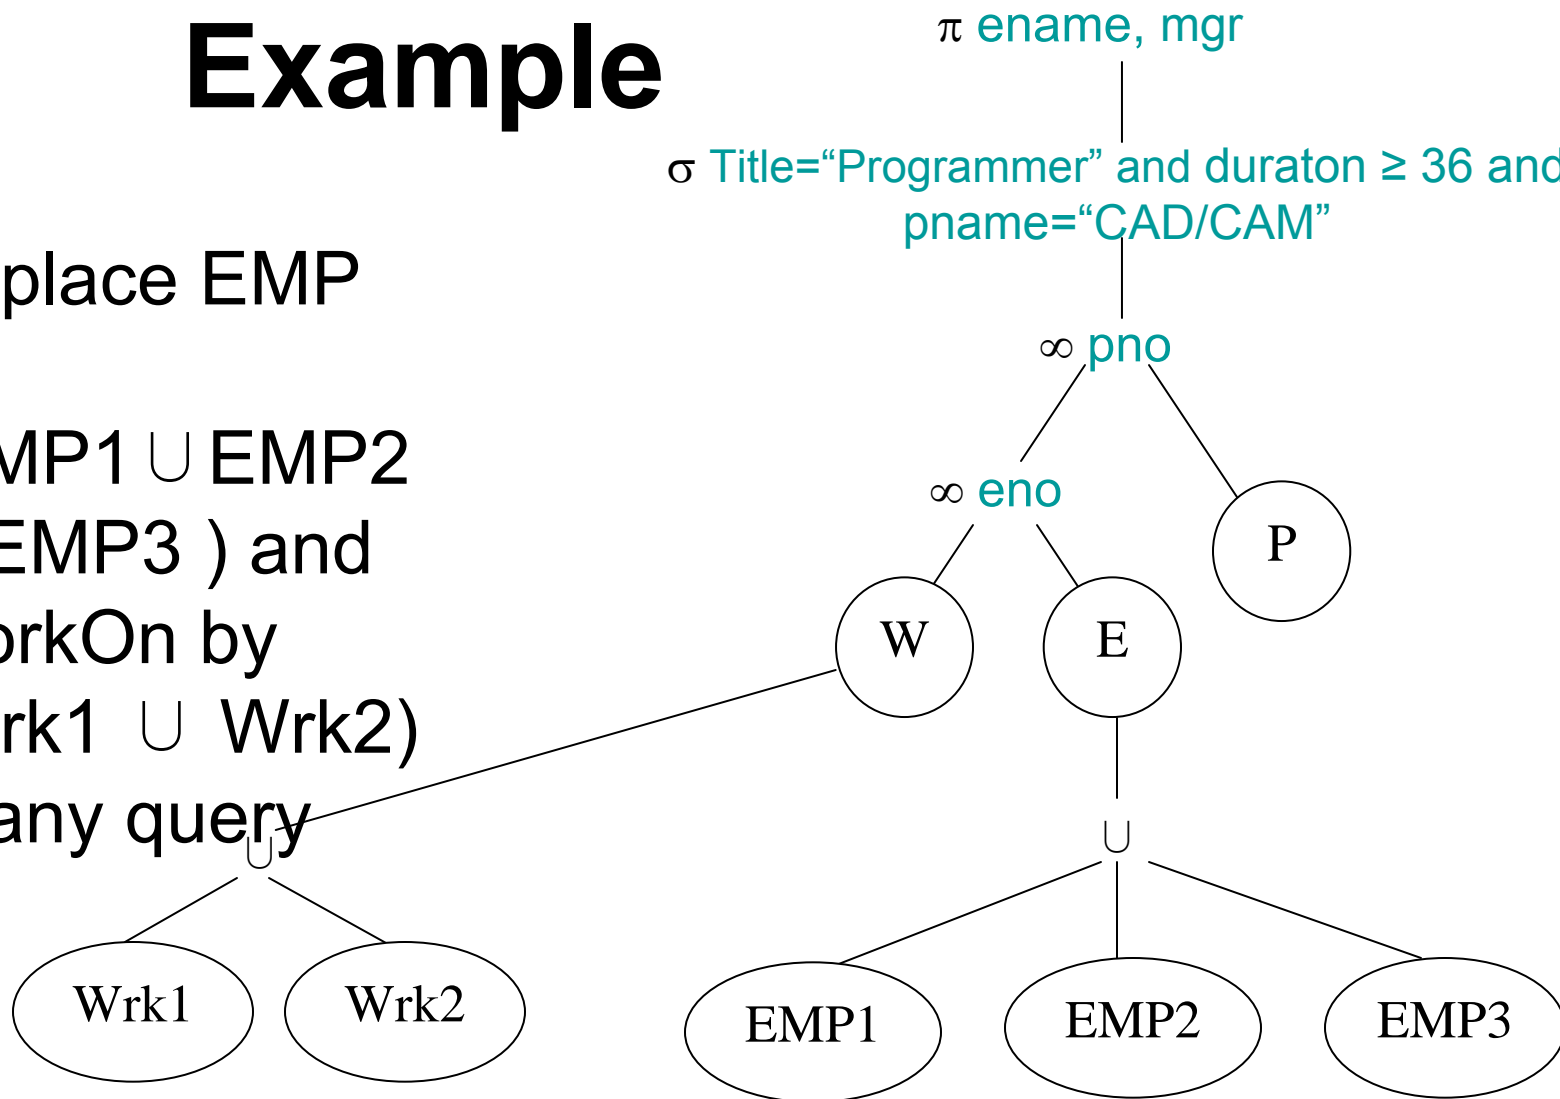 Example
place EMP
MP1 ∪ EMP2
EMP3 ) and
orkOn by
rk1 ∪ Wrk2)
any query
π ename, mgr
σ Title=“Programmer” and duraton ≥ 36 and
pname=“CAD/CAM”
∞ pno
∞ eno
P
W
E
∪
∪
Wrk1
Wrk2
EMP1
EMP2
EMP3